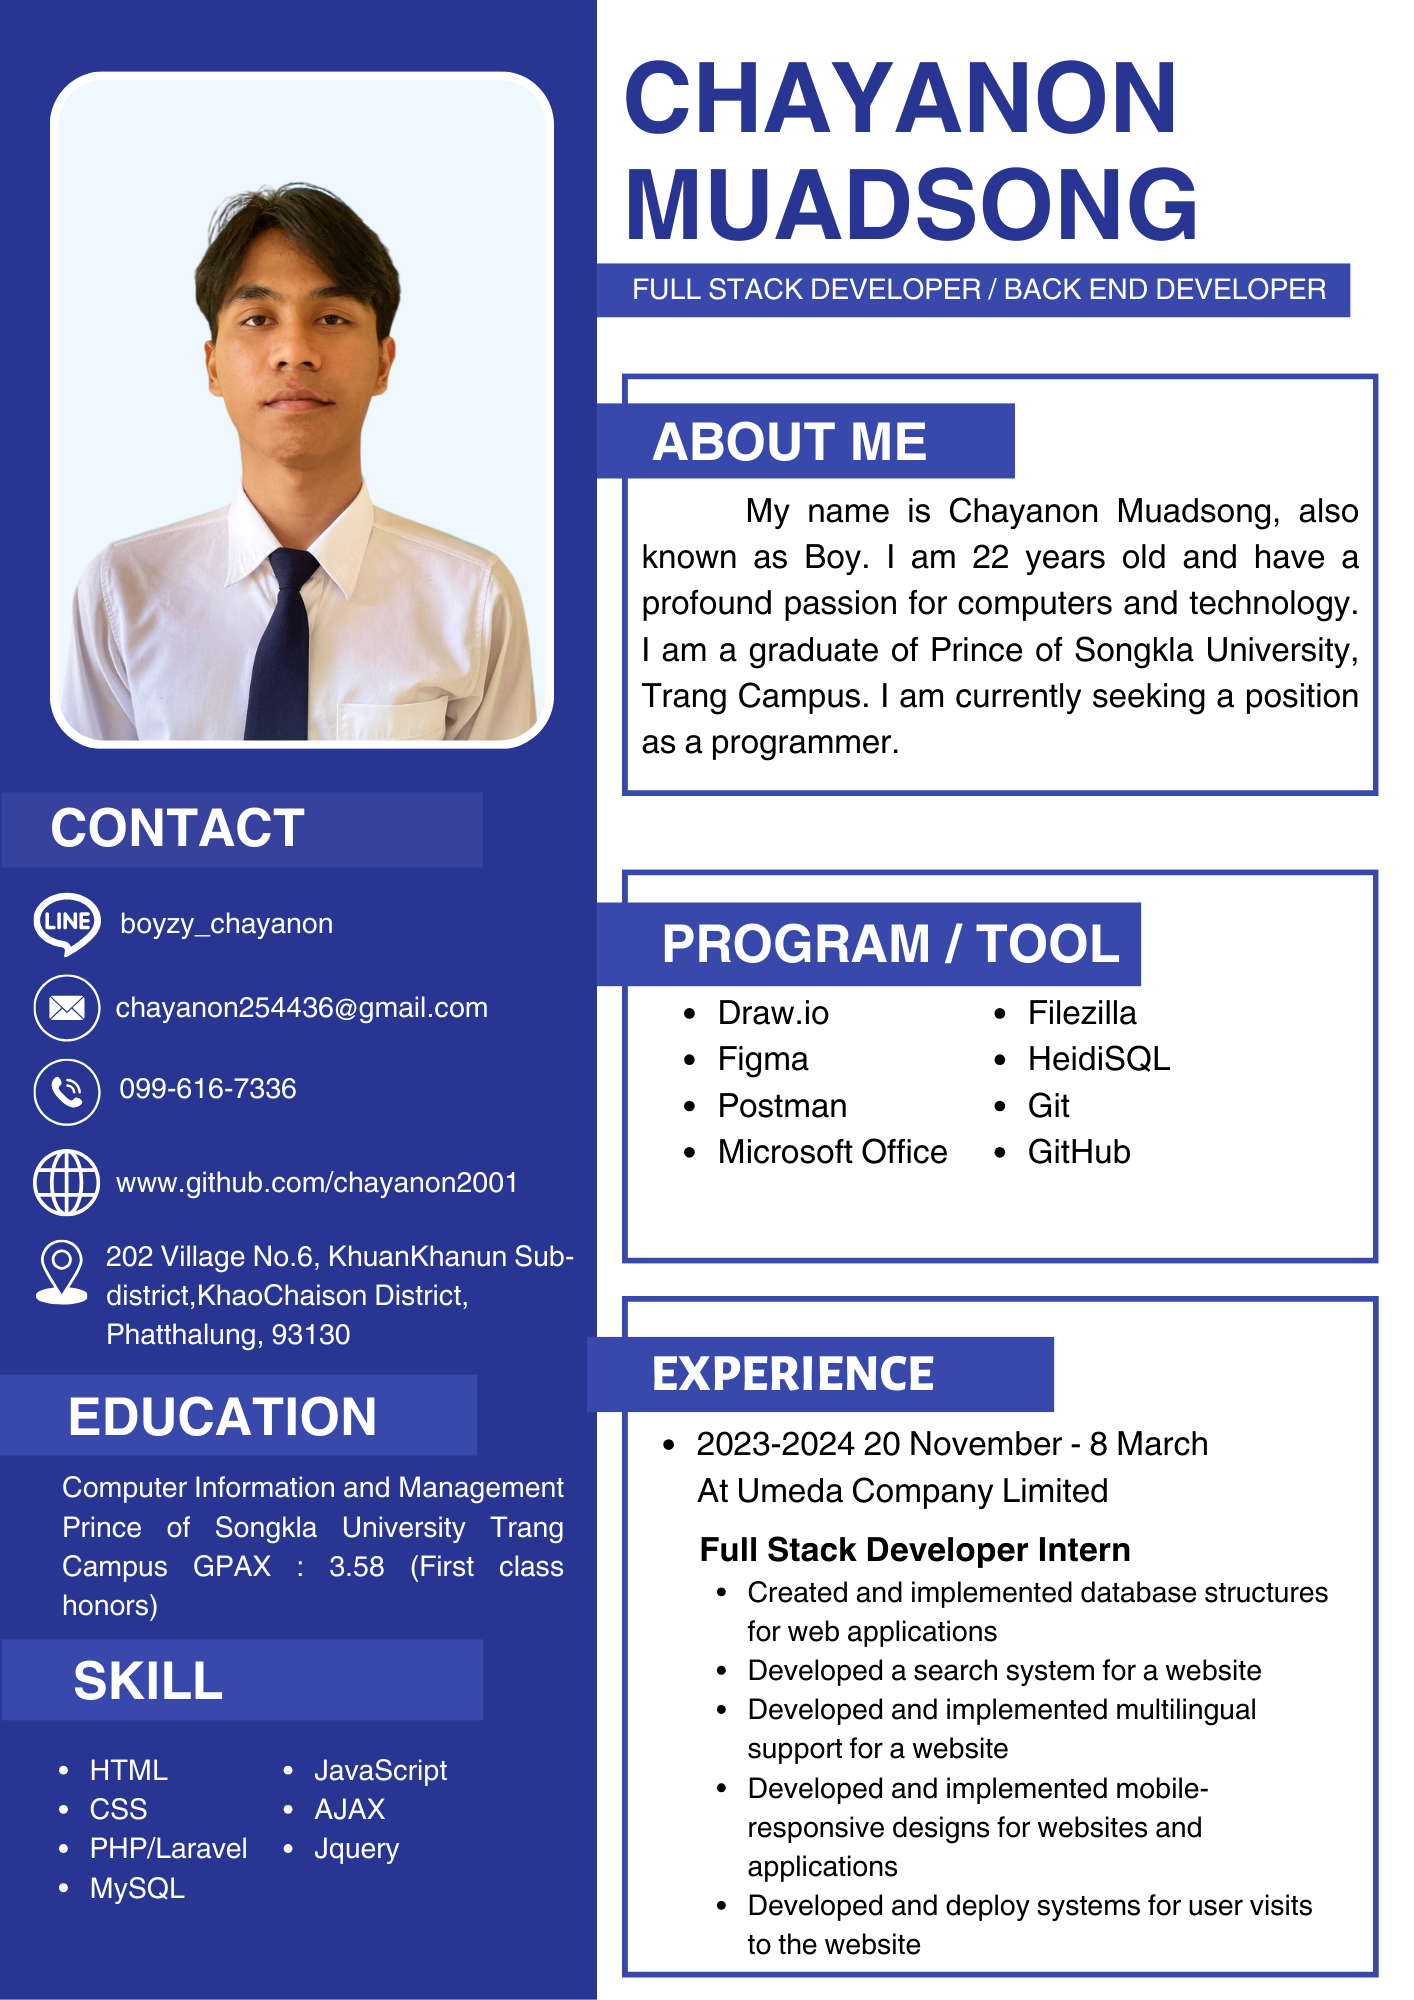 CHAYANON
MUADSONG
FULL STACK DEVELOPER / BACK END DEVELOPER
ABOUT ME
My name is Chayanon Muadsong, also
known as Boy. I am 22 years old and have a
profound passion for computers and technology.
I am a graduate of Prince of Songkla University,
Trang Campus. I am currently seeking a position
as a programmer.
CONTACT
LINE boyzy_chayanon
chayanon254436@gmail.com
099-616-7336
www.github.com/chayanon2001
202 Village No.6, KhuanKhanun Sub-
district,KhaoChaison District,
Phatthalung, 93130
EDUCATION
Computer Information and Management
Prince of Songkla University Trang
Campus GPAX : 3.58 (First class
honors)
SKILL
• HTML
• CSS
• PHP/Laravel
• MySQL
• JavaScript
• AJAX
• Jquery
PROGRAM / TOOL
• Draw.io
• Figma
• Postman
• Microsoft Office
• Filezilla
• HeidiSQL
• Git
• GitHub
EXPERIENCE
• 2023-2024 20 November - 8 March
At Umeda Company Limited
Full Stack Developer Intern
• Created and implemented database structures
for web applications
• Developed a search system for a website
• Developed and implemented multilingual
support for a website
• Developed and implemented mobile-
responsive designs for websites and
applications
• Developed and deploy systems for user visits
to the website